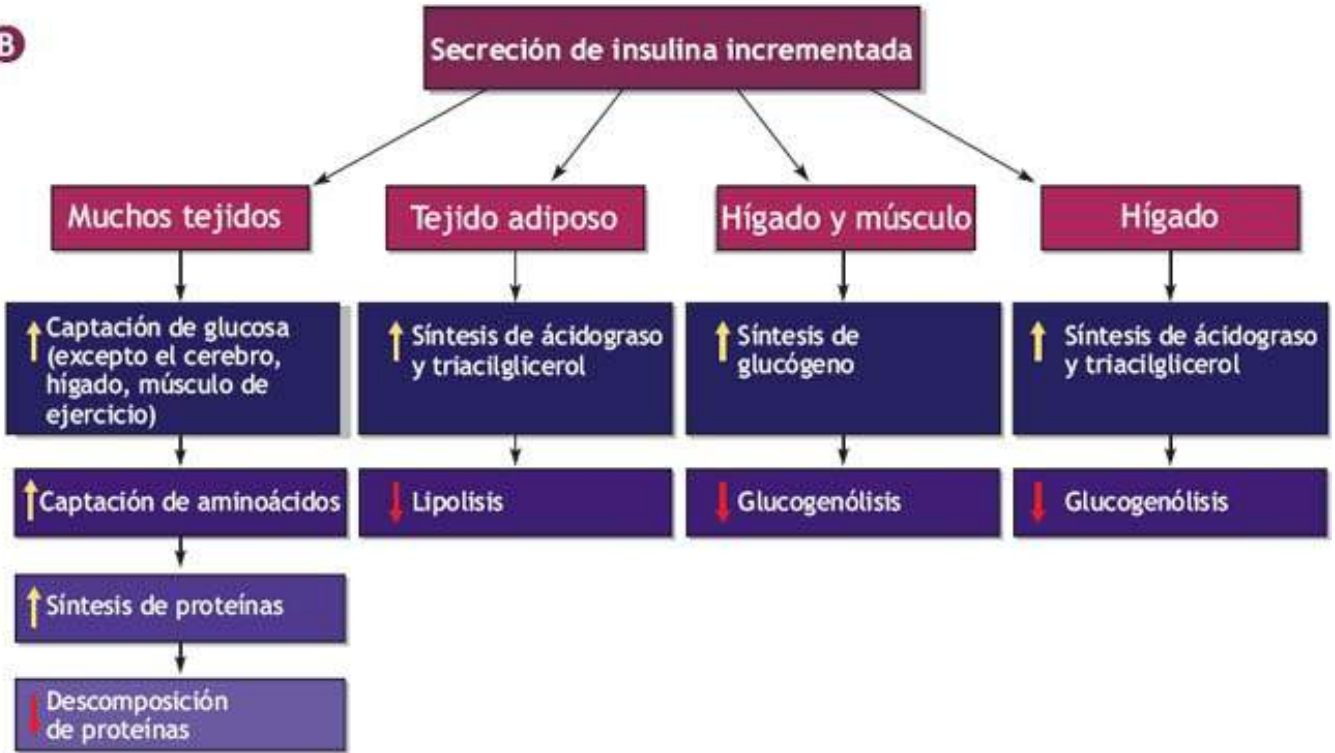 B
Secreción de insulina incrementada
Muchos tejidos
Tejido adiposo
Hígado y músculo
Hígado
Captación de glucosa
(excepto el cerebro,
hígado, músculo de
ejercicio)
Síntesis de ácidograso
y triacilglicerol
Síntesis de
glucógeno
Síntesis de ácidograso
y triacilglicerol
Captación de aminoácidos
Lipolisis
Glucogenólisis
Glucogenólisis
Síntesis de proteínas
Descomposición
de proteínas